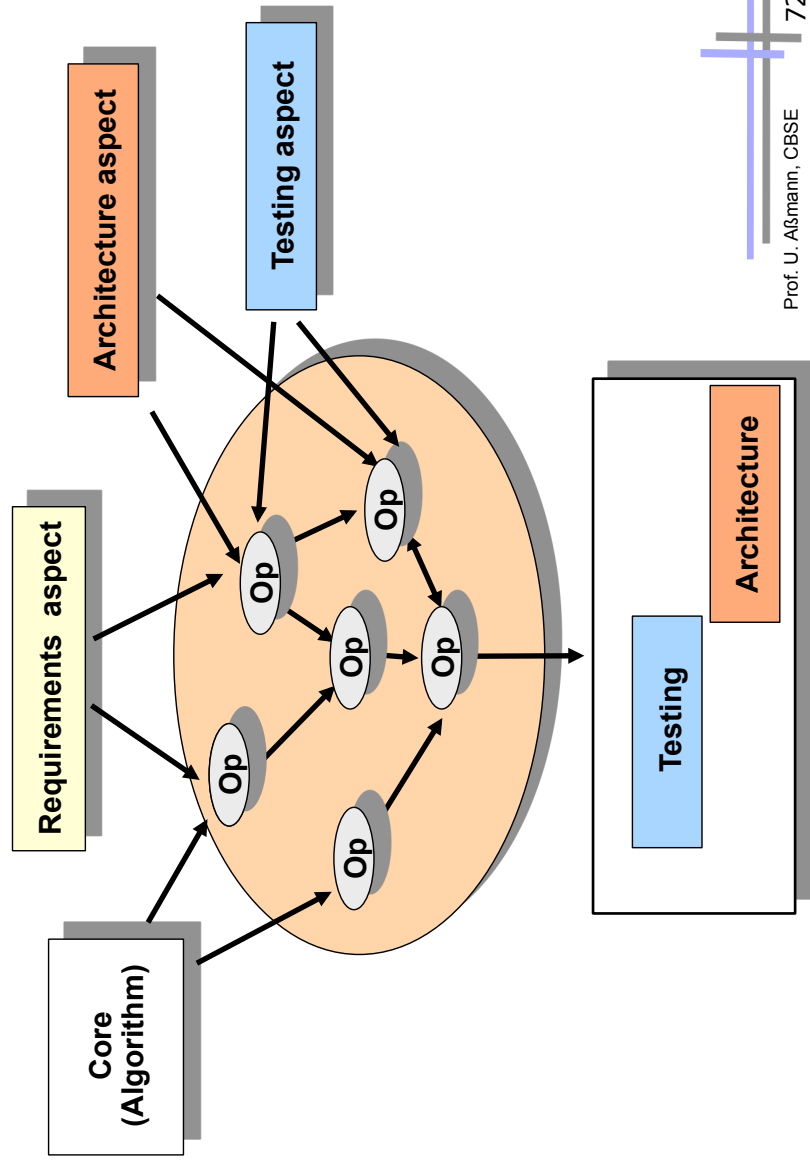 Requirements aspect
Architecture aspect
Core
(Algorithm)
Testing aspect
Op
Op
Op
Op
Op
Op
Testing
Architecture
Prof. U. Aßmann, CBSE
72